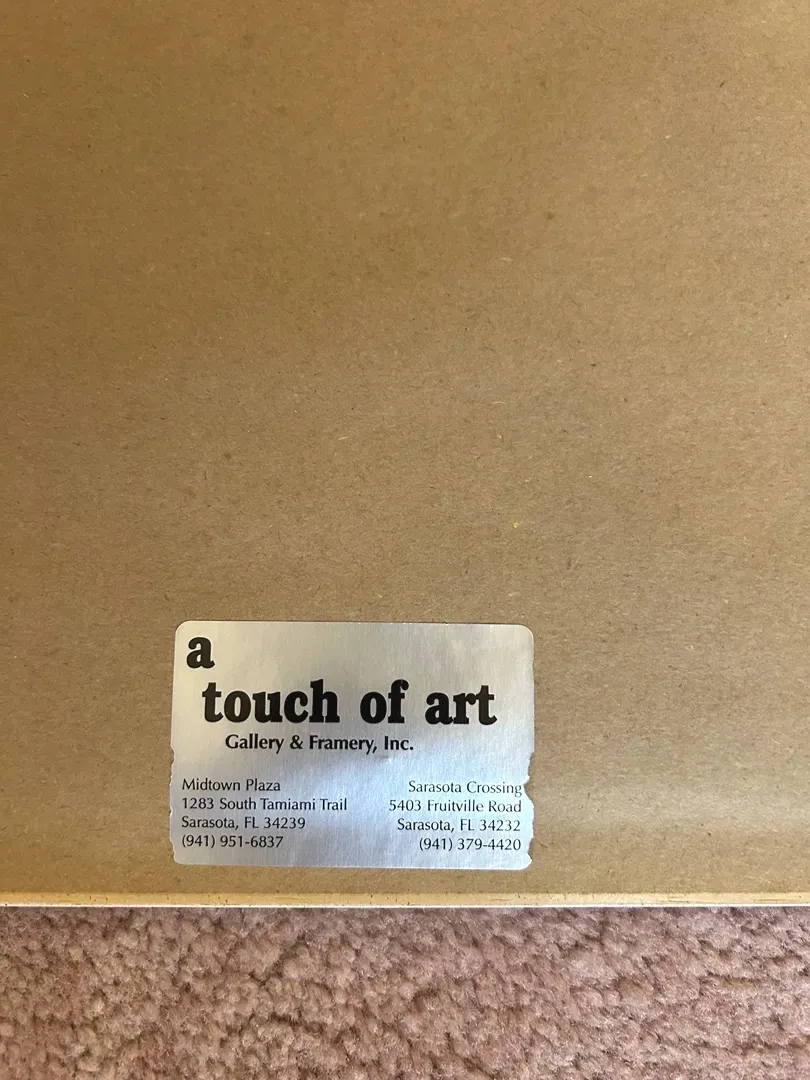 a
touch of art
Gallery & Framery, Inc.
Midtown Plaza
1283 South Tamiami Trail
Sarasota, FL 34239
(941) 951-6837
Sarasota Crossing
5403 Fruitville Road
Sarasota, FL 34232
(941) 379-4420